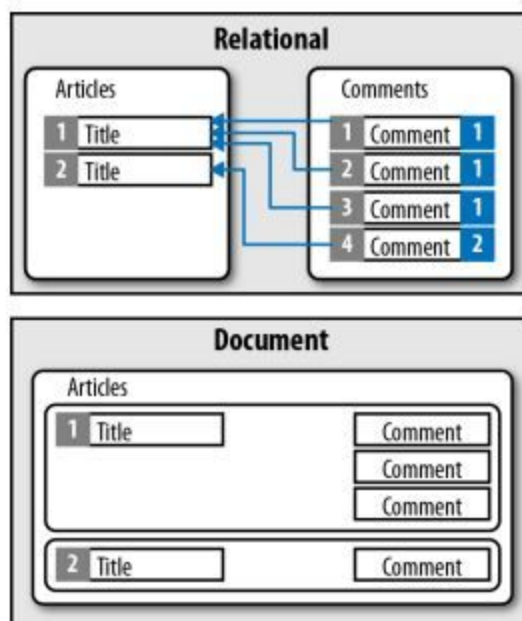 Relational
Articles
1 Title
2 Title
Comments
1 Comment 1
2 Comment 1
3 Comment 1
4 Comment 2
Document
Articles
1 Title
Comment
Comment
Comment
2 Title
Comment